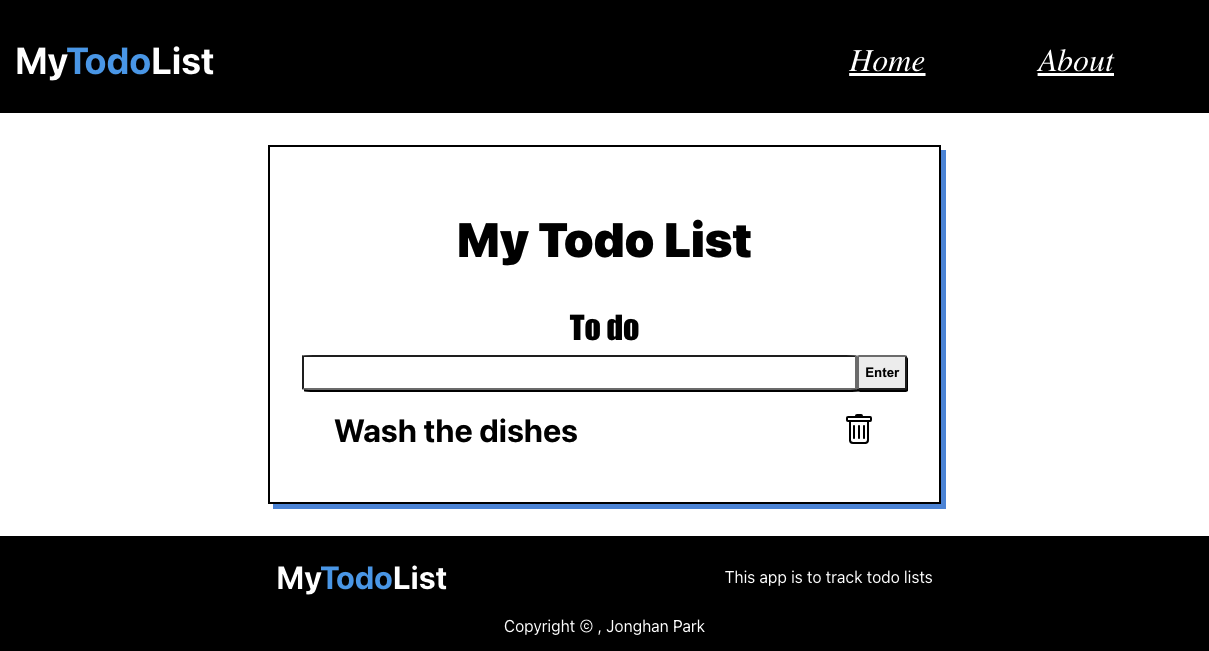 MyTodoList
Home
About
My Todo List
To do
Enter
Wash the dishes
MyTodoList
This app is to track todo lists
Copyright © , Jonghan Park